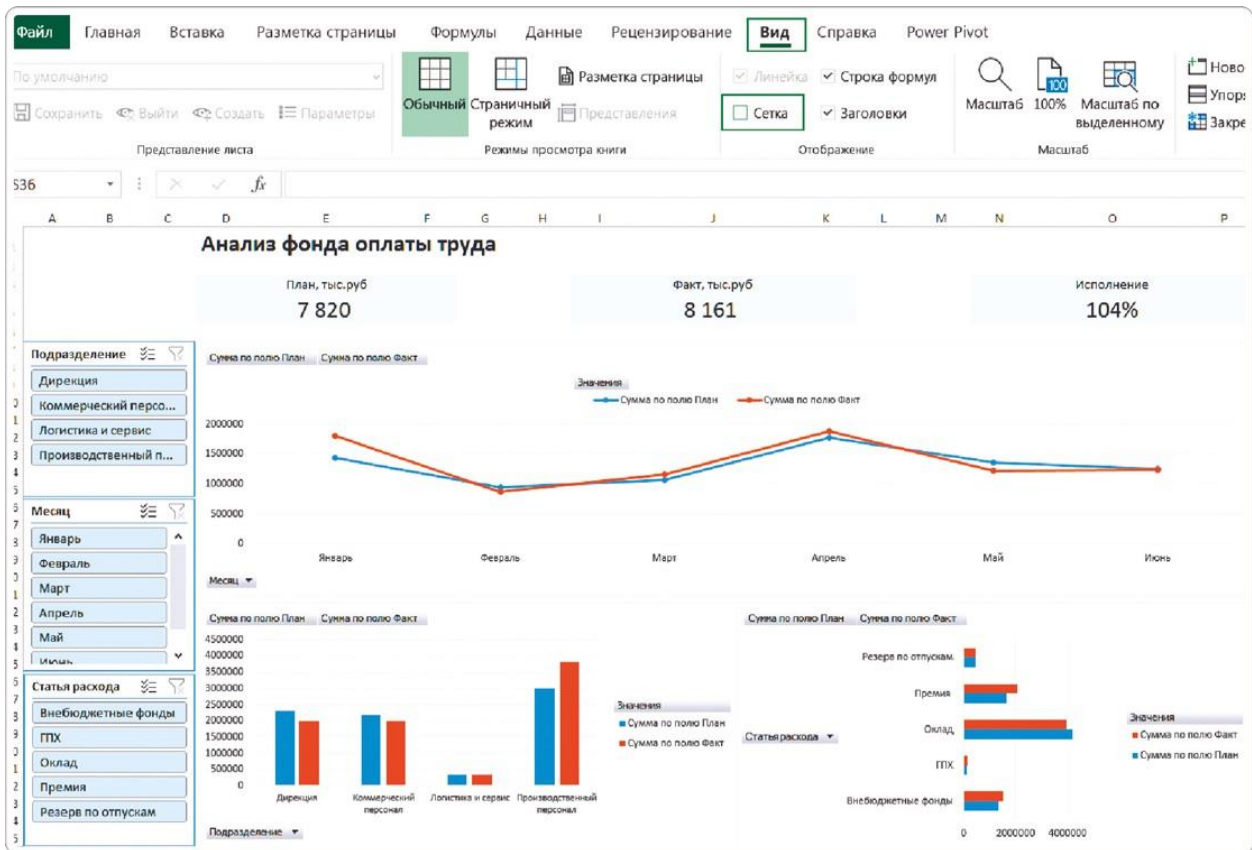 Файл Главная Вставка Разметка страницы Формулы Данные Рецензирование Вид Справка Power Pivot
По умолчанию
Сохранить Выйти Создать Параметры
Представление листа
Обычный Страничный режим
Разметка страницы
Представления
Режимы просмотра книги
Линейка Строка формул
Сетка Заголовки
Отображение
Масштаб 100% Масштаб по выделенному
100
Масштаб
Ново
Упоря
Закре
S36 fx
A B C D E F G H I J K L M N O P
Анализ фонда оплаты труда
План, тыс.руб
7 820
Факт, тыс.руб
8 161
Исполнение
104%
Подразделение
Дирекция
Коммерческий персо...
Логистика и сервис
Производственный п...
Месяц
Январь
Февраль
Март
Апрель
Май
Июнь
Статья расхода
Внебюджетные фонды
ГПХ
Оклад
Премия
Резерв по отпускам
Сумма по полю План Сумма по полю Факт
Значения
Сумма по полю План Сумма по полю Факт
2000000
1500000
1000000
500000
0
Январь Февраль Март Апрель Май Июнь
Месяц
Сумма по полю План Сумма по полю Факт
4500000
4000000
3500000
3000000
2500000
2000000
1500000
1000000
500000
0
Дирекция Коммерческий персонал Логистика и сервис Производственный персонал
Подразделение
Значения
Сумма по полю План
Сумма по полю Факт
Сумма по полю План Сумма по полю Факт
Статья расхода
Резерв по отпускам
Премия
Оклад
ГПХ
Внебюджетные фонды
0 2000000 4000000
Значения
Сумма по полю Факт
Сумма по полю План